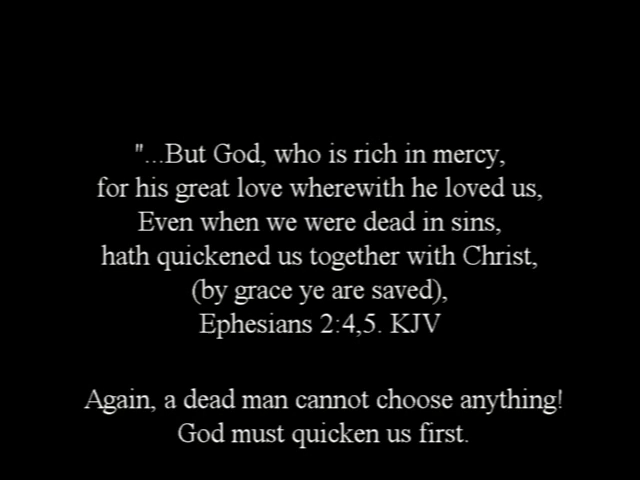 "...But God, who is rich in mercy,
for his great love wherewith he loved us,
Even when we were dead in sins,
hath quickened us together with Christ,
(by grace ye are saved),
Ephesians 2:4,5. KJV
Again, a dead man cannot choose anything!
God must quicken us first.